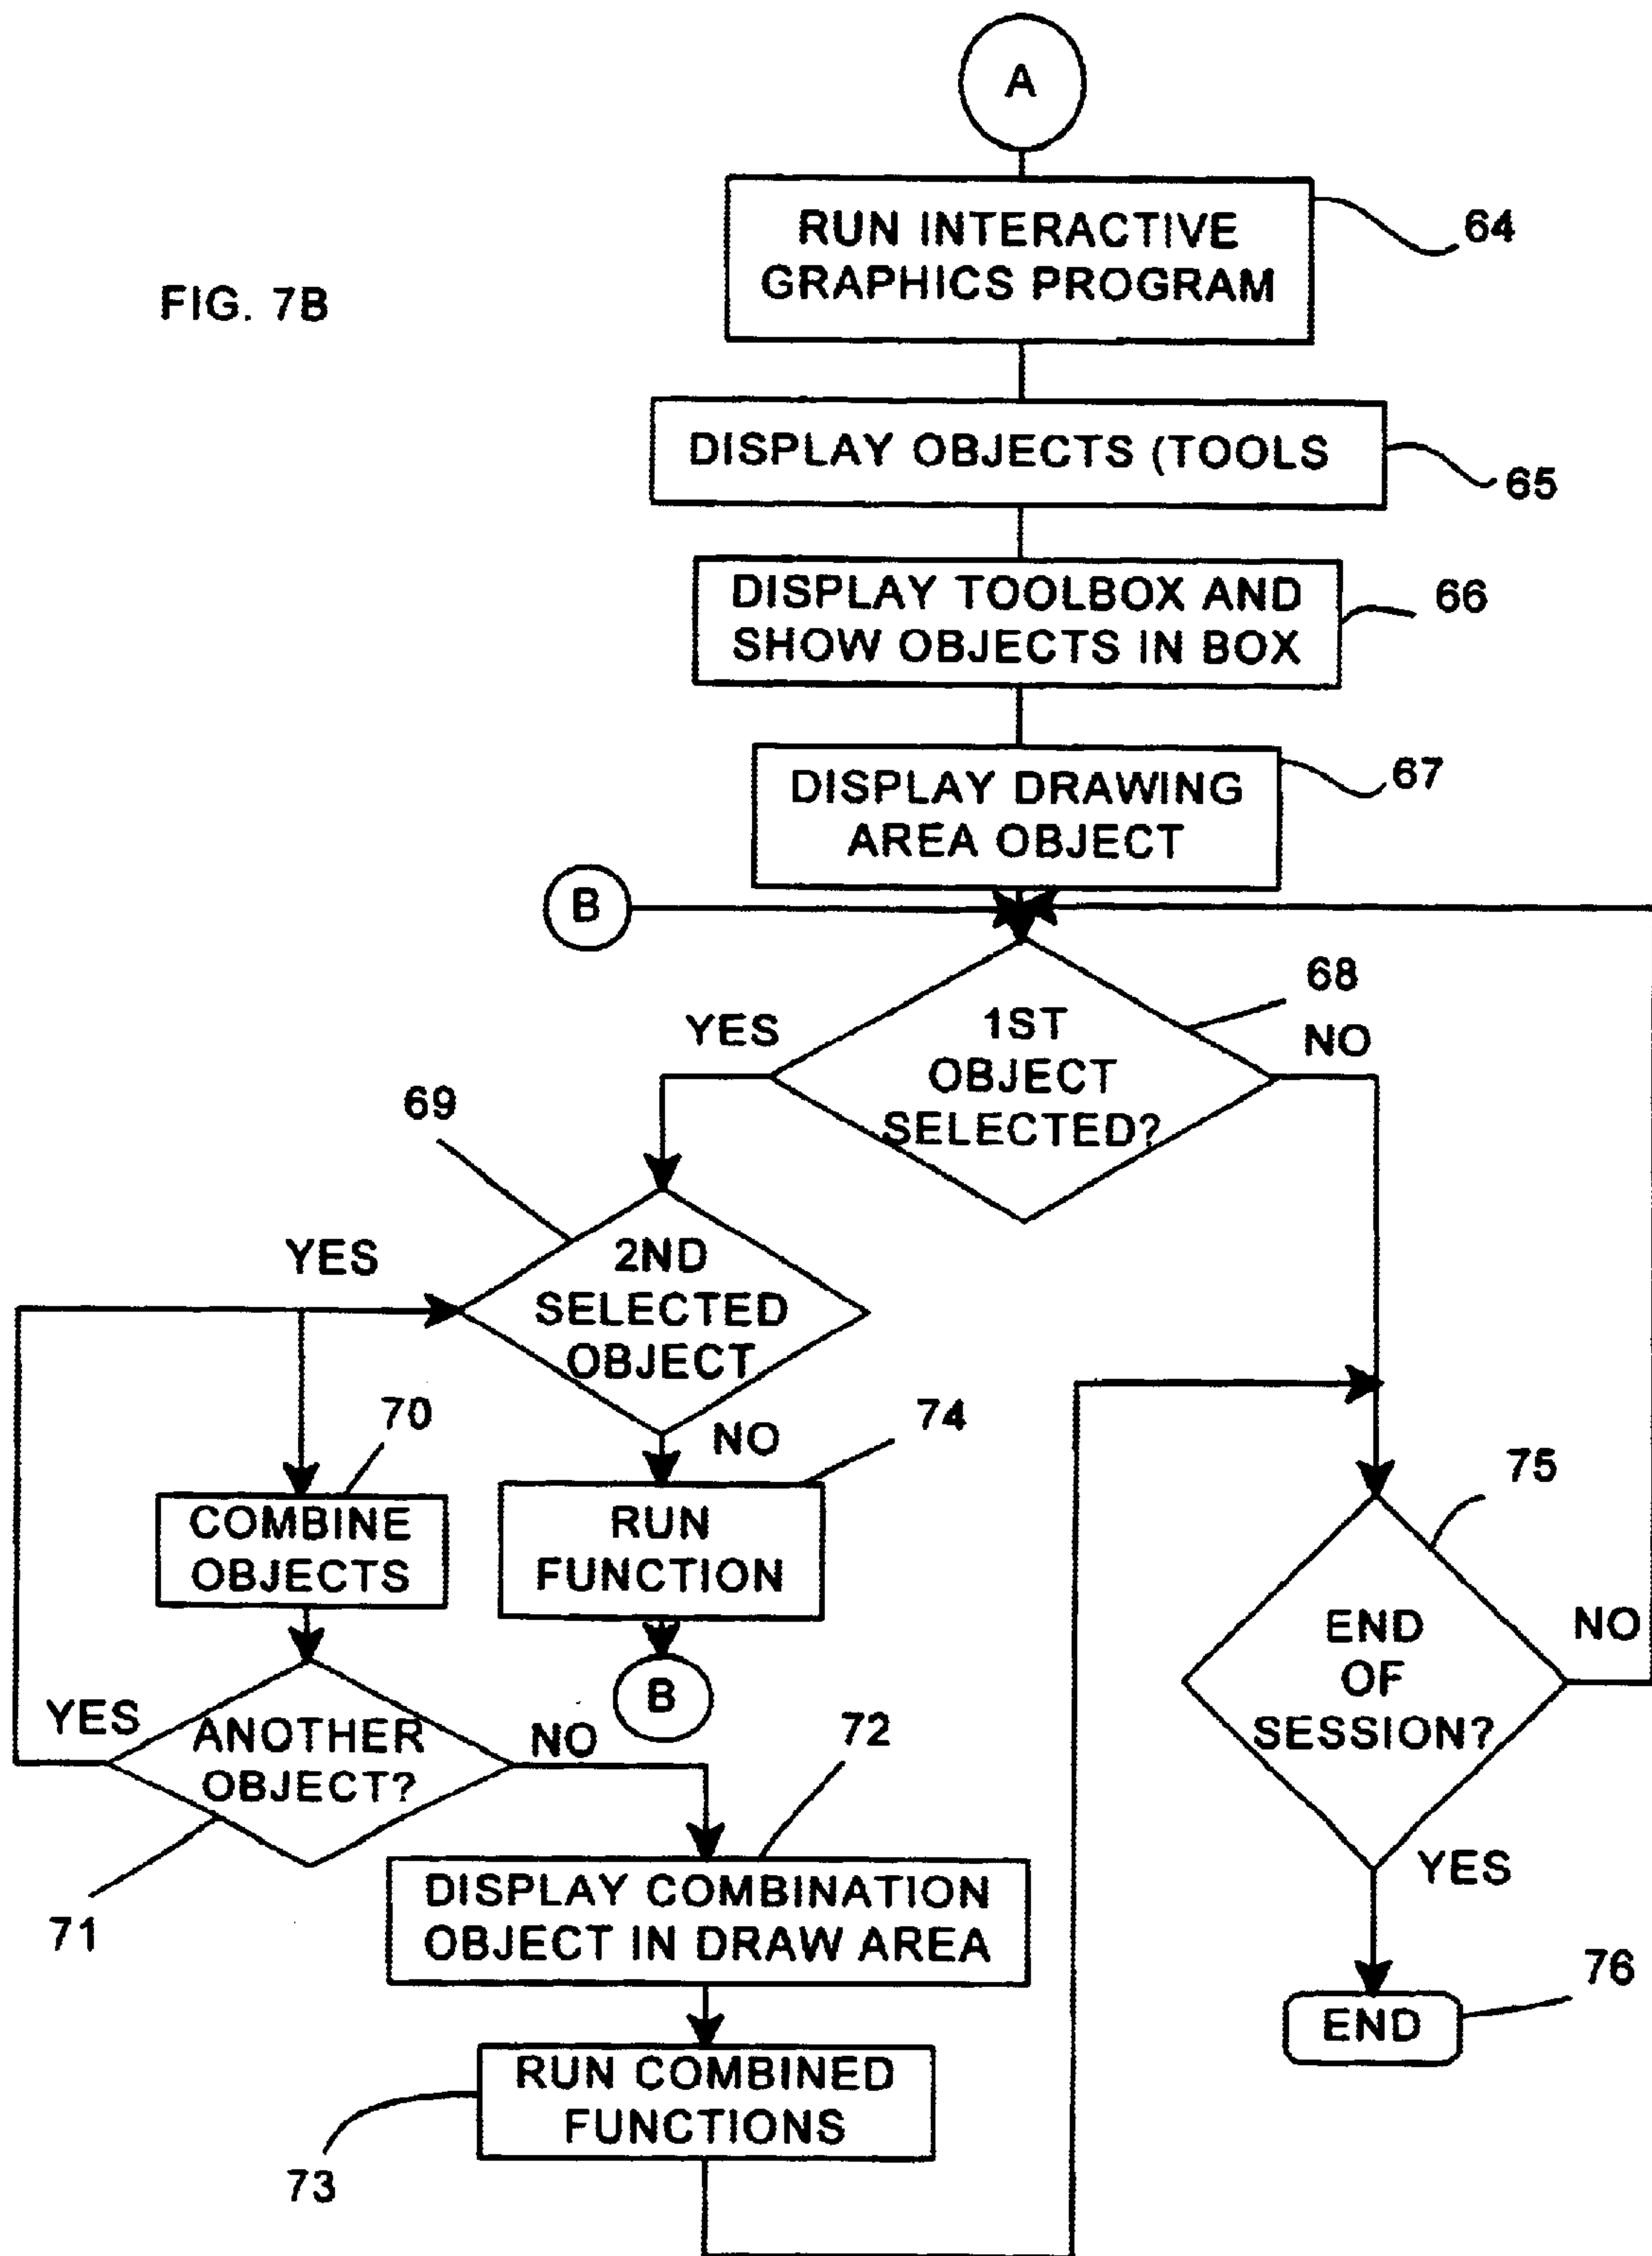 A
RUN INTERACTIVE
GRAPHICS PROGRAM
64
FIG. 7B
DISPLAY OBJECTS (TOOLS
65
DISPLAY TOOLBOX AND
SHOW OBJECTS IN BOX
66
DISPLAY DRAWING
AREA OBJECT
67
B
68
YES
1ST
OBJECT
SELECTED?
NO
69
YES
2ND
SELECTED
OBJECT
70
NO
74
COMBINE
OBJECTS
RUN
FUNCTION
75
B
END
OF
SESSION?
NO
YES
ANOTHER
OBJECT?
NO
72
71
YES
DISPLAY COMBINATION
OBJECT IN DRAW AREA
76
END
RUN COMBINED
FUNCTIONS
73